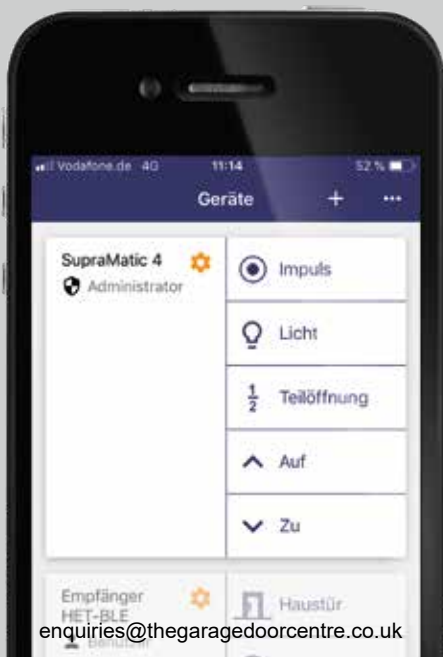 Vodafone.de 4G 11:14 52 %
Geräte + ...
SupraMatic 4
Administrator
Impuls
Licht
1/2 Teilöffnung
Auf
Zu
Empfänger
HET-BLE
Benutzer
Haustür
enquiries@thegaragedoorcentre.co.uk